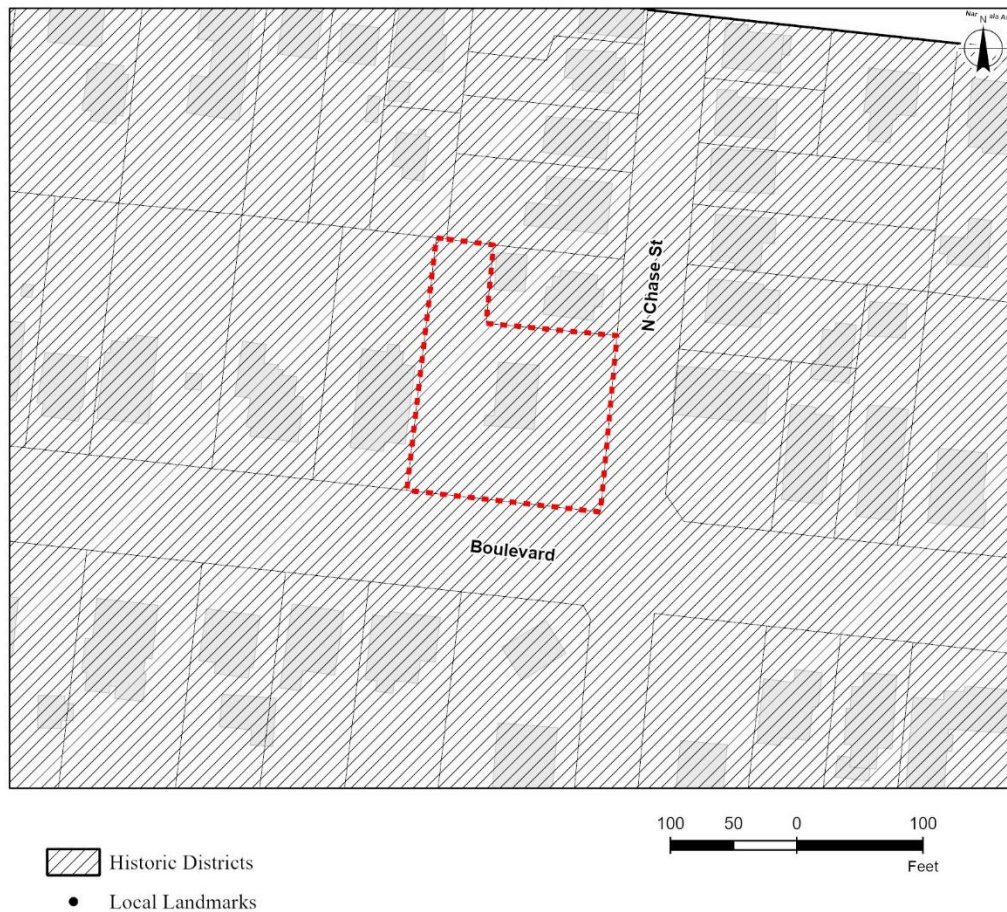 N
N Chase St
Boulevard
100 50 0 100
Feet
Historic Districts
Local Landmarks